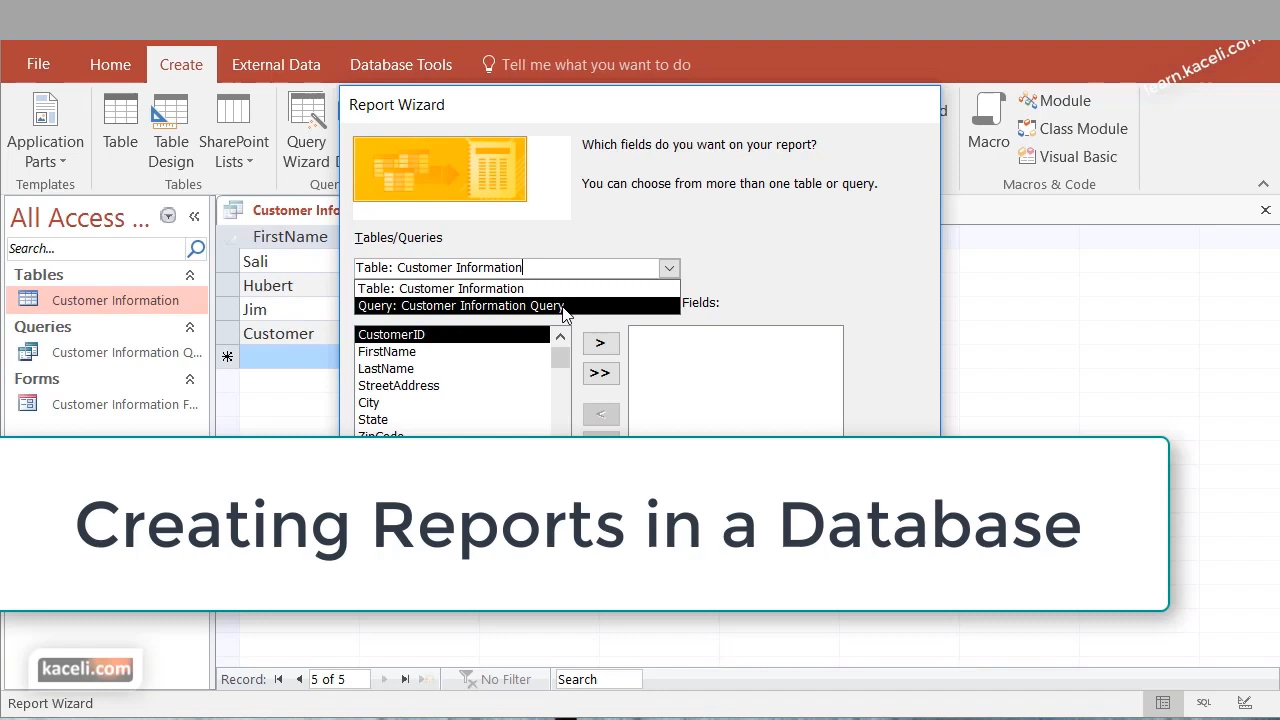 learn.kaceli.com
File Home Create External Data Database Tools Tell me what you want to do
Application Parts
Table
Table Design
SharePoint Lists
Query Wizard
Macro
Module
Class Module
Visual Basic
Templates Tables Macros & Code
Report Wizard
Which fields do you want on your report?
You can choose from more than one table or query.
Tables/Queries
Table: Customer Information
Table: Customer Information
Query: Customer Information Query
Fields:
CustomerID
FirstName
LastName
StreetAddress
City
State
ZipCode
>
>>
<
All Access ...
Search...
Tables
Customer Information
Queries
Customer Information Q...
Forms
Customer Information F...
Customer Info
FirstName
Sali
Hubert
Jim
Customer
Creating Reports in a Database
kaceli.com
Record: 5 of 5 No Filter Search
Report Wizard SQL